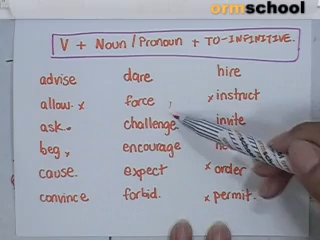 ormschool
V + Noun / Pronoun + TO-INFINITIVE.
advise dare hire
allow. x force , x instruct
ask. challenge invite
beg, encourage
cause. expect x order
convince forbid. x permit.